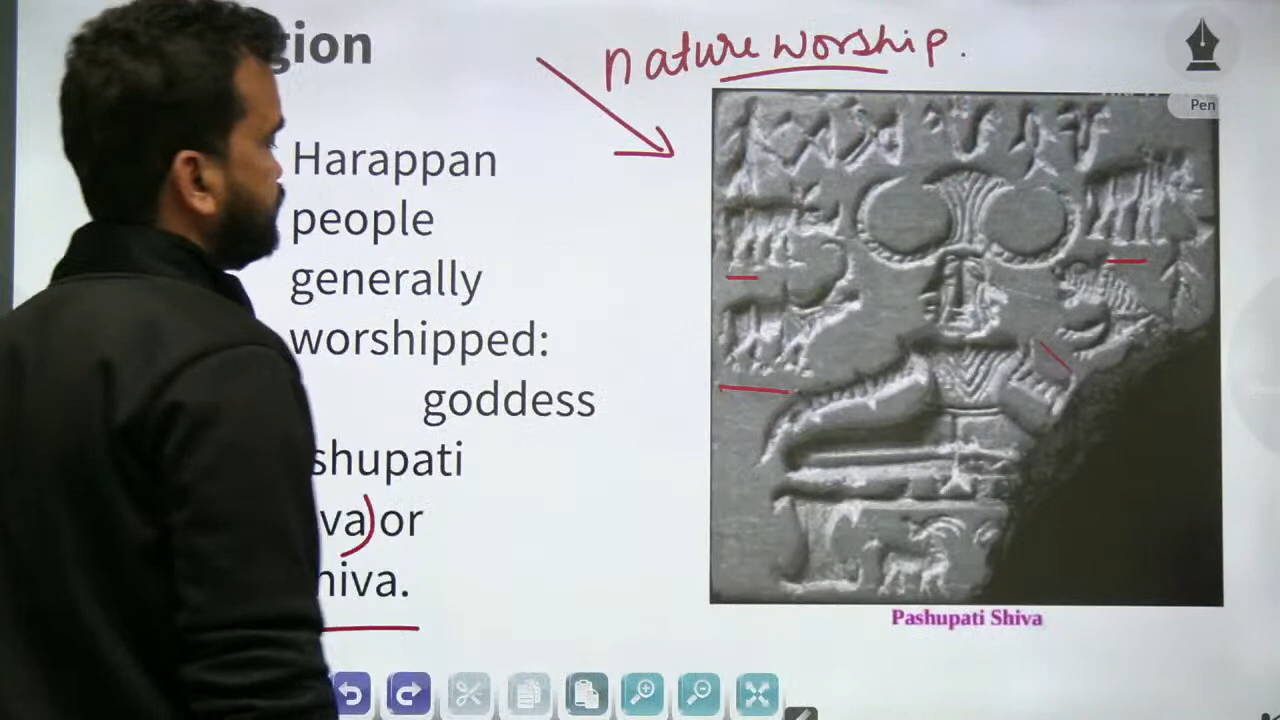 gion
nature worship.
Pen
Harappan
people
generally
worshipped:
goddess
shupati
va) or
hiva.
Pashupati Shiva